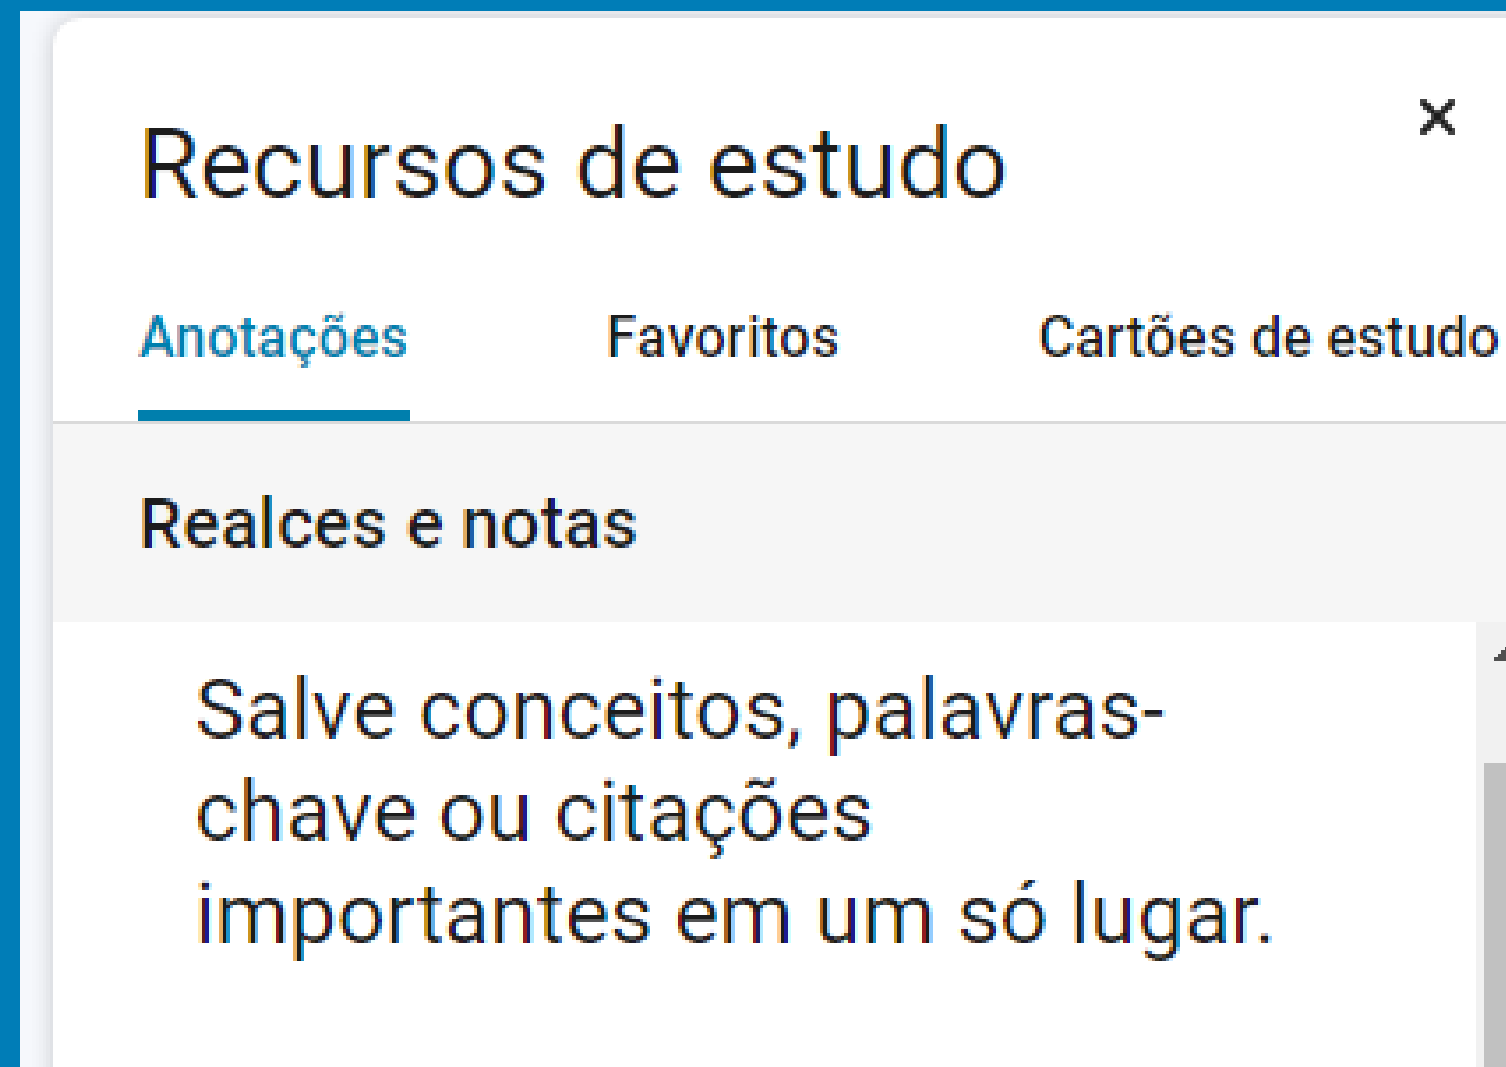 Recursos de estudo
Anotações Favoritos Cartões de estudo
Realces e notas
Salve conceitos, palavras-
chave ou citações
importantes em um só lugar.